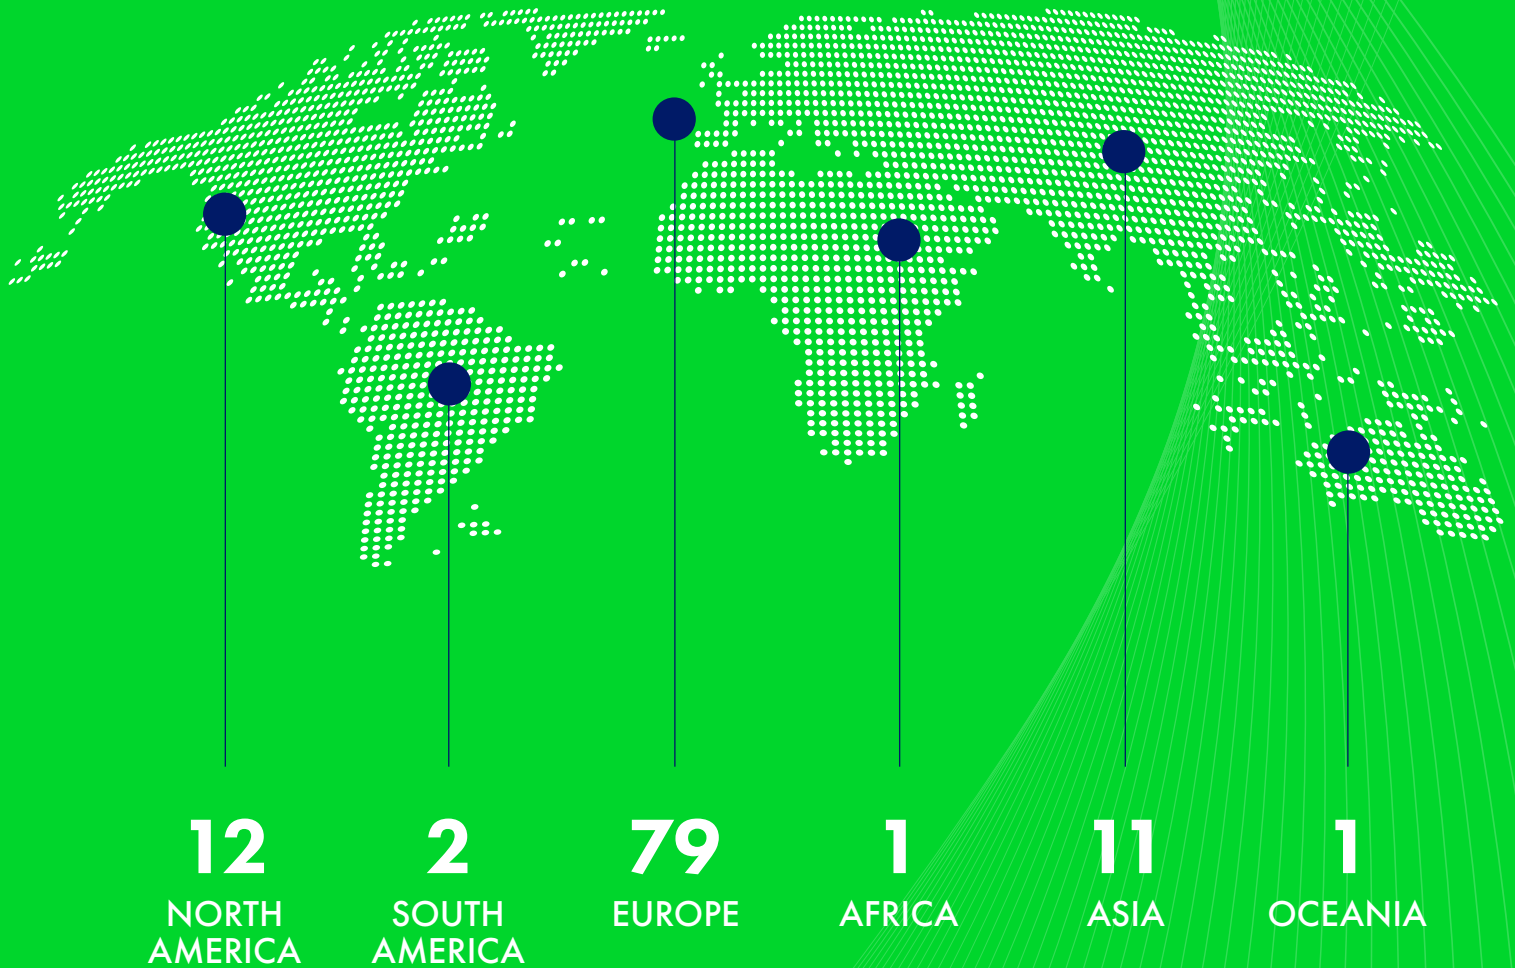 12
NORTH
AMERICA
2
SOUTH
AMERICA
79
EUROPE
1
AFRICA
11
ASIA
1
OCEANIA